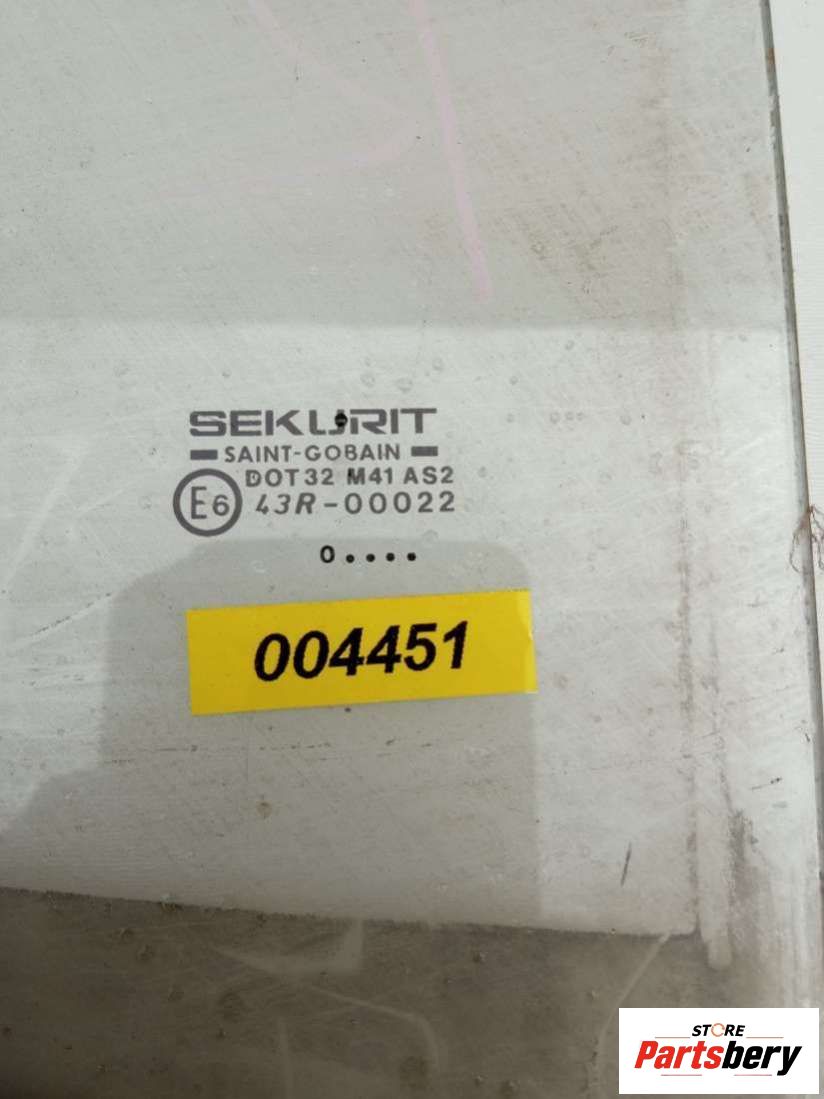 SEKURIT
SAINT-GOBAIN
DOT32 M41 AS2
E6 43R-00022
0....
004451
STORE
Partsbery